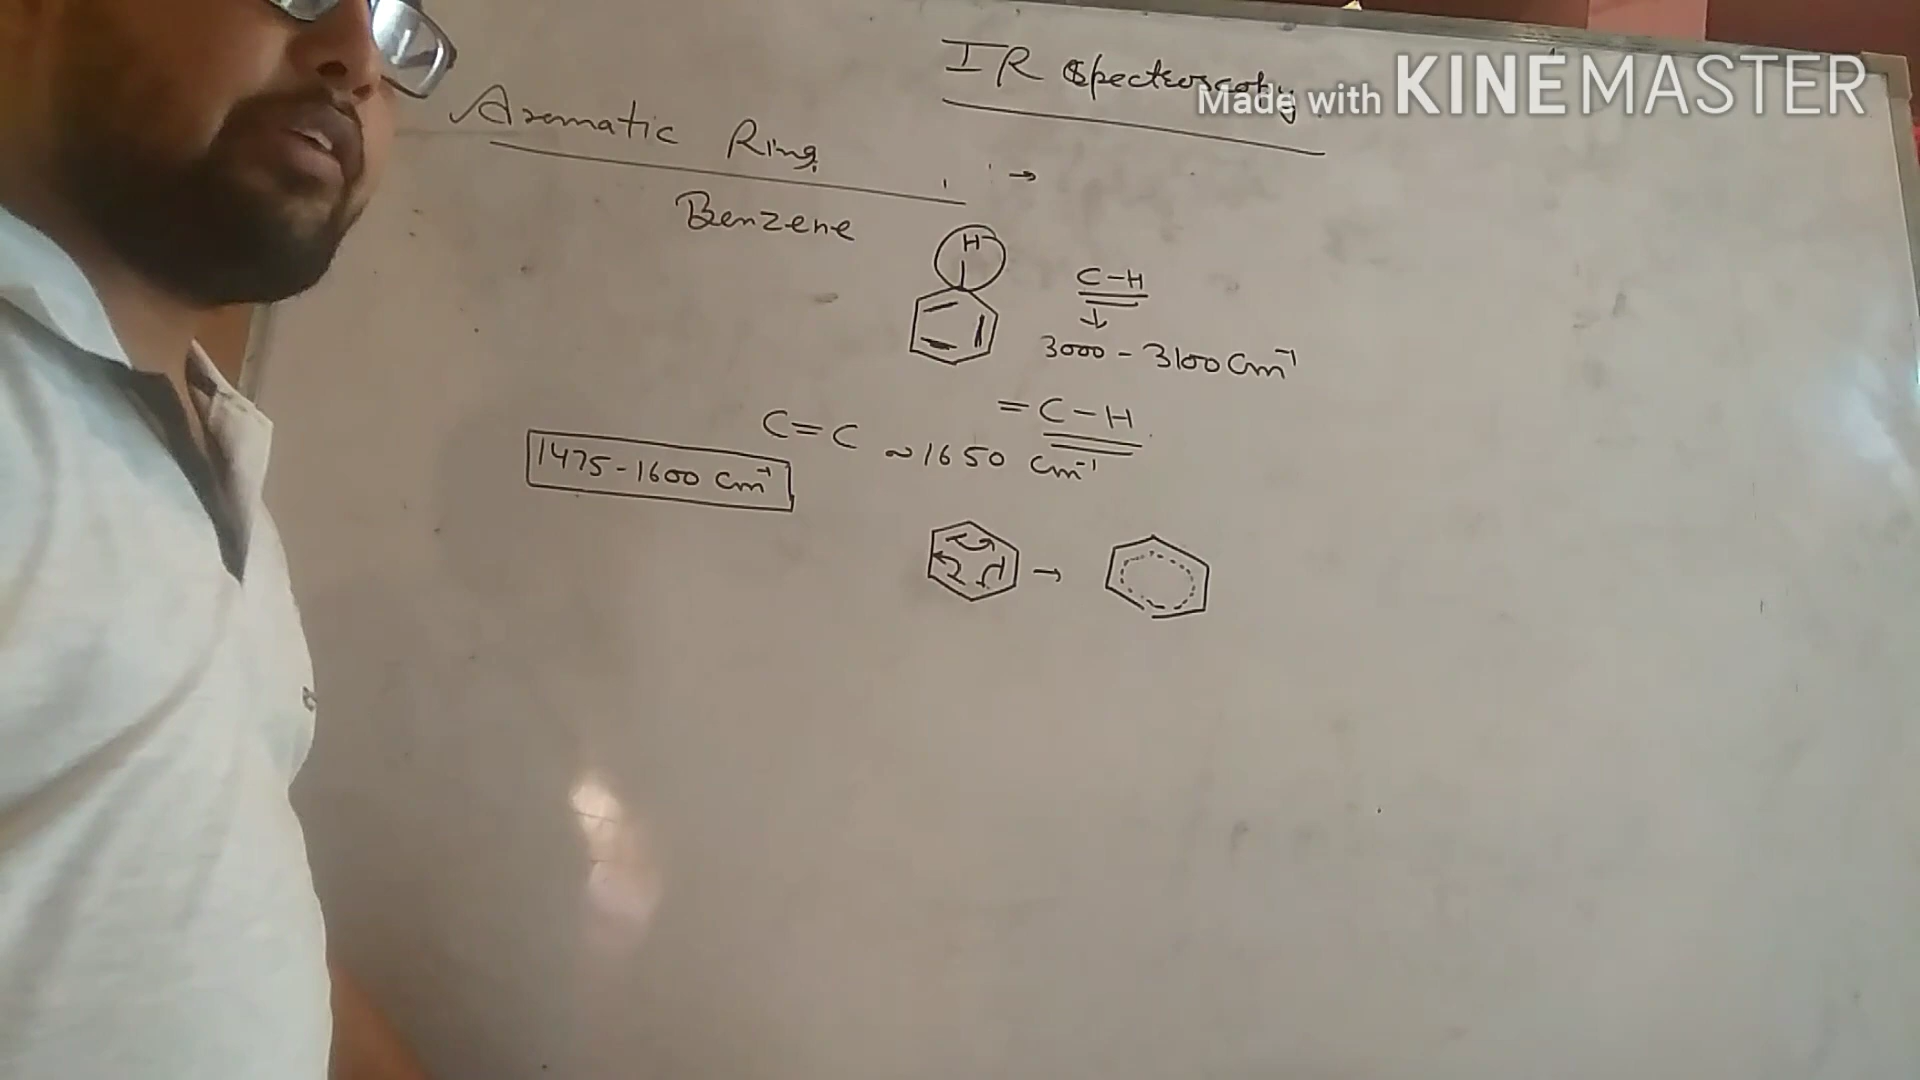 IR Spectroscopy
Made with KINEMASTER
Aromatic Ring
→
Benzene
H
C-H
↓
3000 - 3100 cm⁻¹
=C-H
C=C ~1650 cm⁻¹
1475-1600 cm⁻¹
→